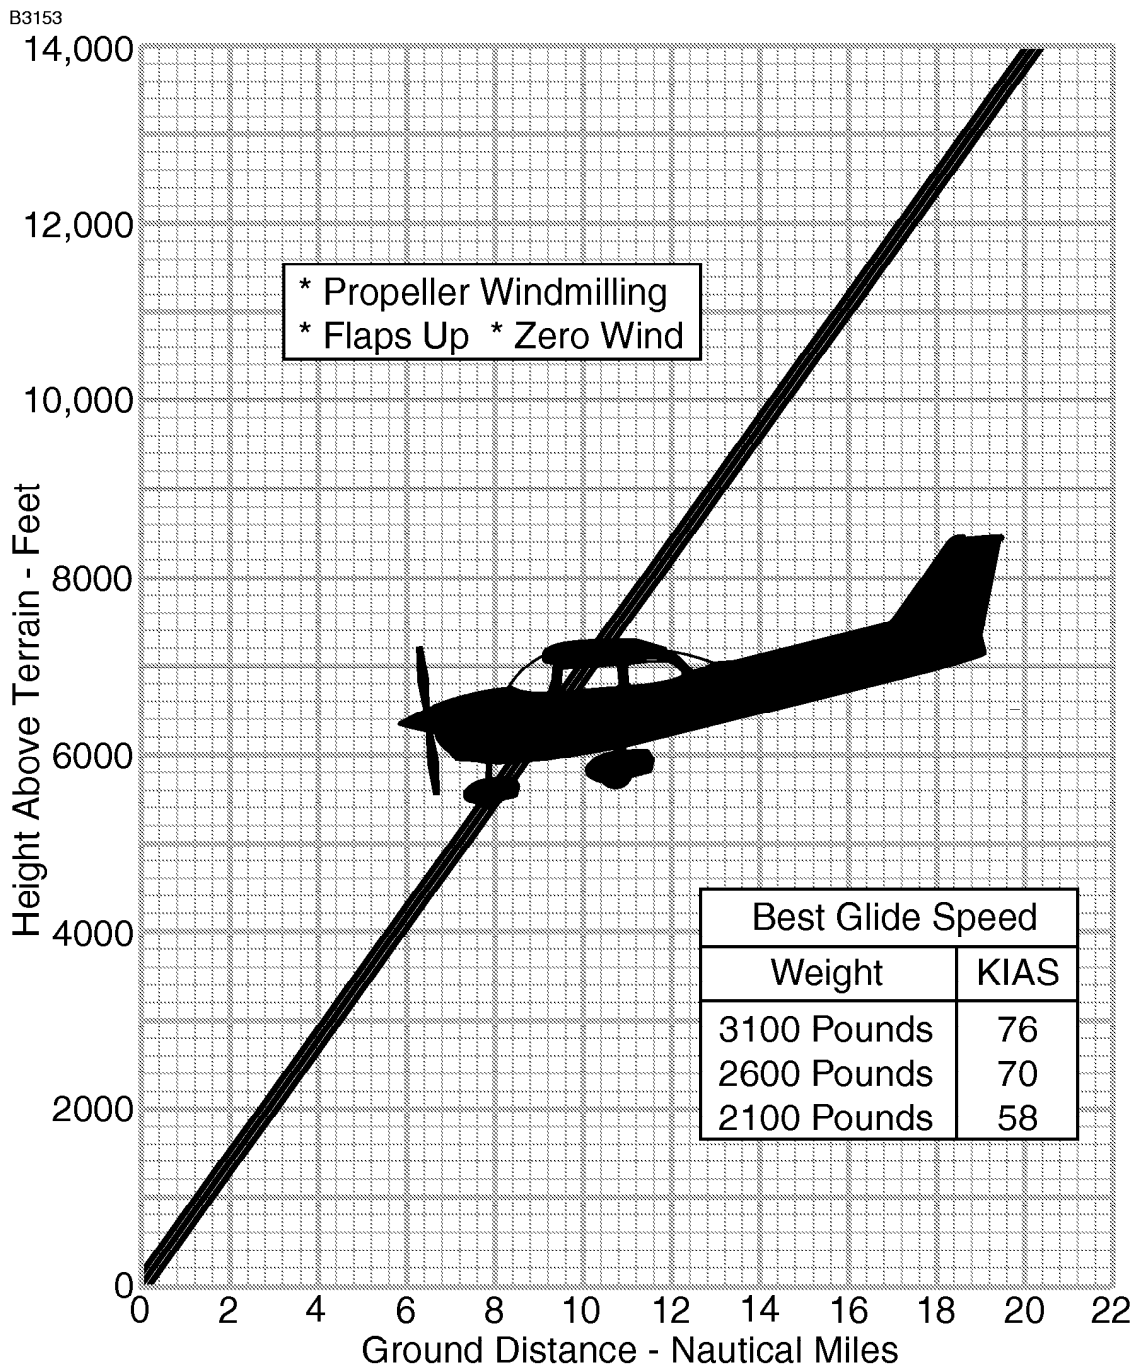 B3153
14,000
12,000
* Propeller Windmilling
* Flaps Up * Zero Wind
10,000
Height Above Terrain - Feet
8000
6000
4000
2000
0
Best Glide Speed
Weight KIAS
3100 Pounds 76
2600 Pounds 70
2100 Pounds 58
0 2 4 6 8 10 12 14 16 18 20 22
Ground Distance - Nautical Miles